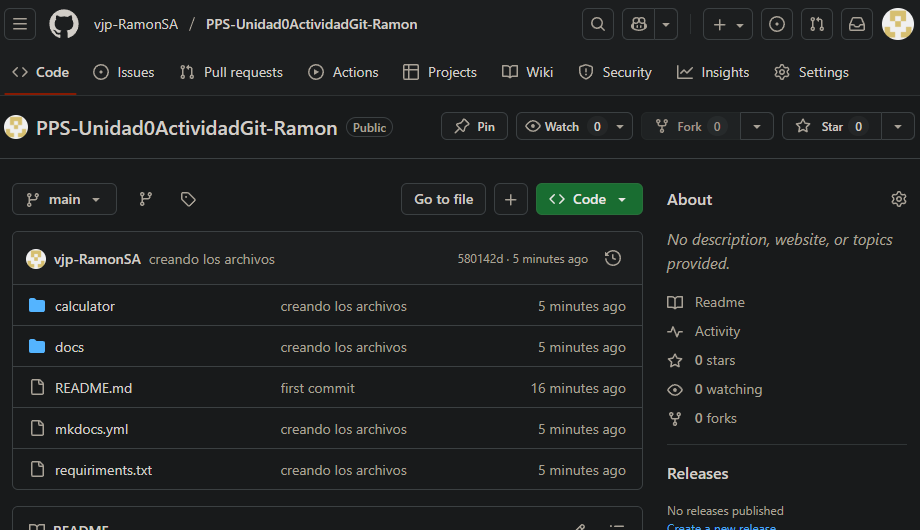 vjp-RamonSA / PPS-Unidad0ActividadGit-Ramon
Code Issues Pull requests Actions Projects Wiki Security Insights Settings
PPS-Unidad0ActividadGit-Ramon Public Pin Watch 0 Fork 0 Star 0
main Go to file Code
vjp-RamonSA creando los archivos 580142d · 5 minutes ago
calculator creando los archivos 5 minutes ago
docs creando los archivos 5 minutes ago
README.md first commit 16 minutes ago
mkdocs.yml creando los archivos 5 minutes ago
requiriments.txt creando los archivos 5 minutes ago
README
About
No description, website, or topics
provided.
Readme
Activity
0 stars
0 watching
0 forks
Releases
No releases published
Create a new release